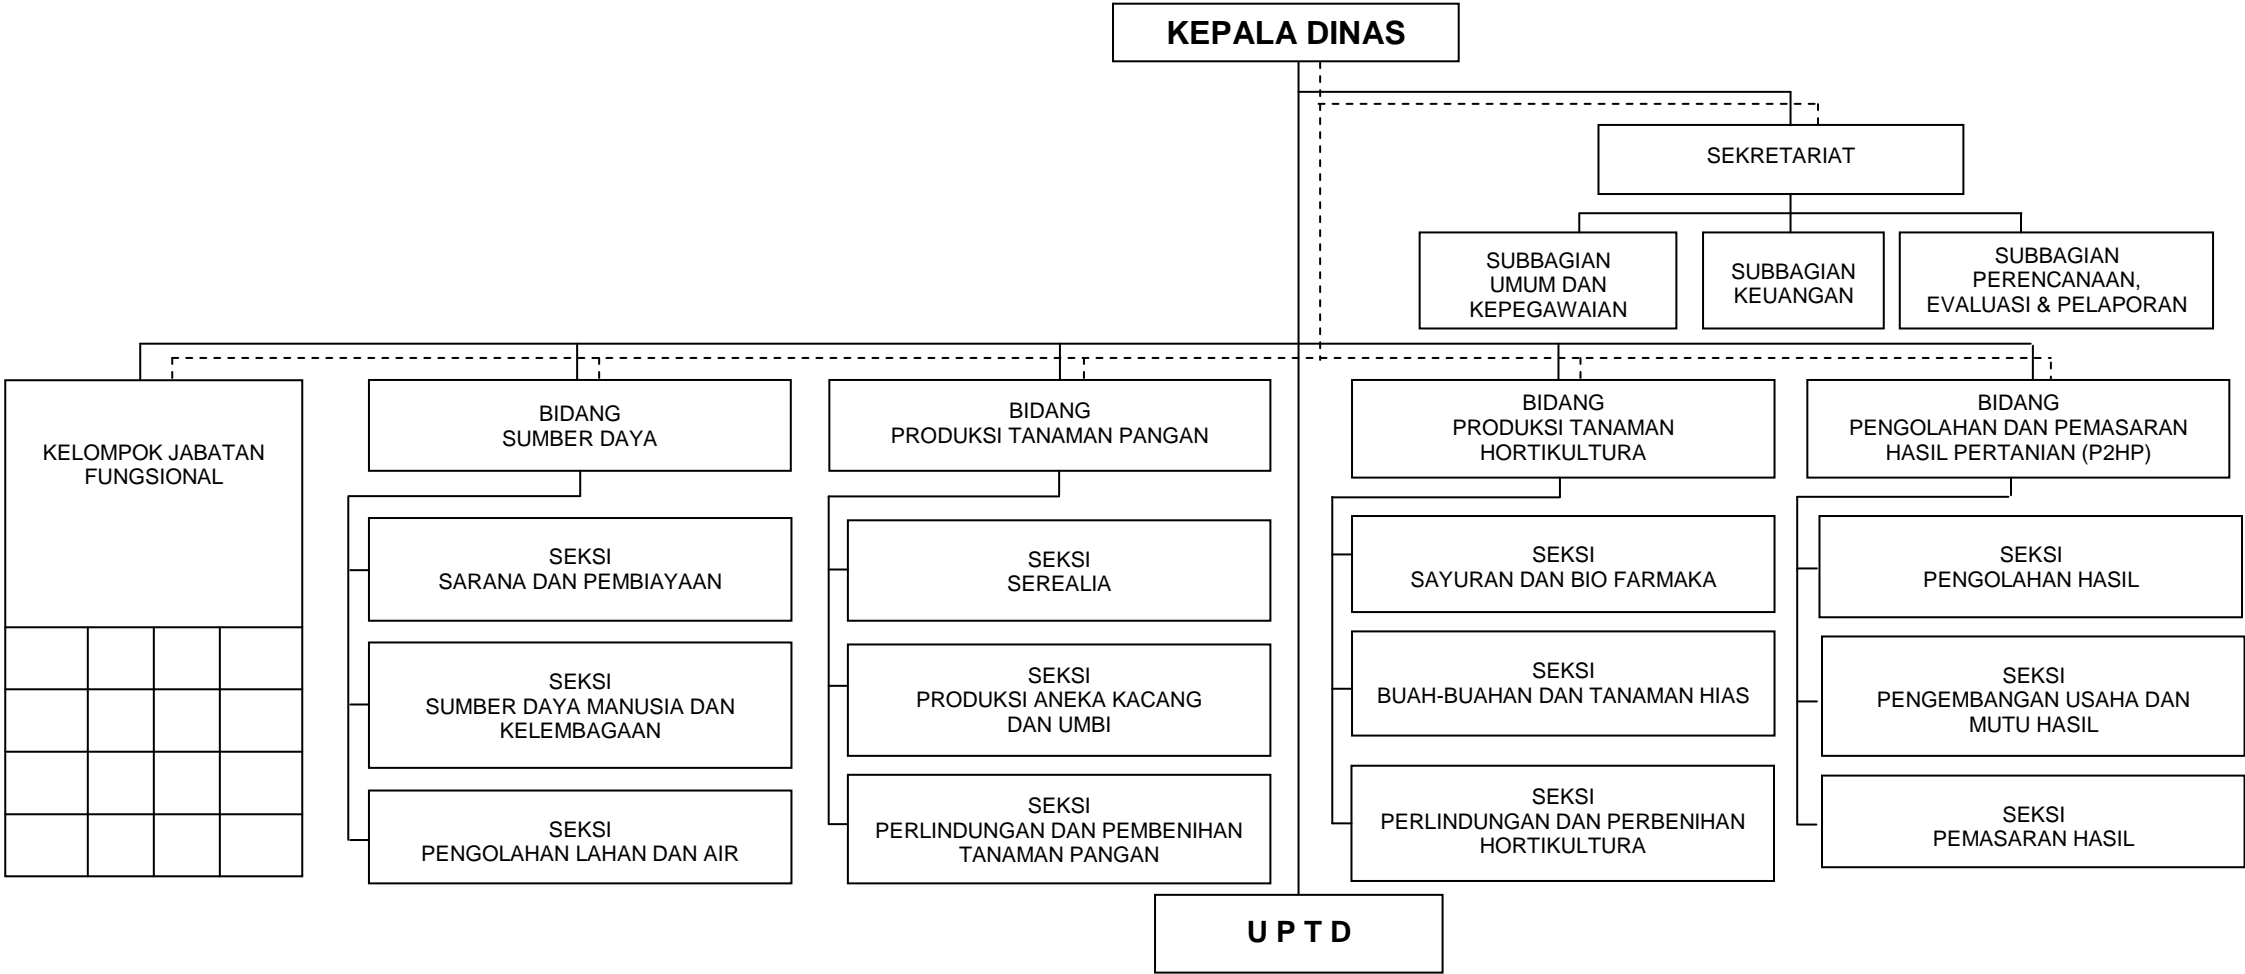 KEPALA DINAS
SEKRETARIAT
SUBBAGIAN
UMUM DAN
KEPEGAWAIAN
SUBBAGIAN
KEUANGAN
SUBBAGIAN
PERENCANAAN,
EVALUASI & PELAPORAN
KELOMPOK JABATAN
FUNGSIONAL
BIDANG
SUMBER DAYA
BIDANG
PRODUKSI TANAMAN PANGAN
BIDANG
PRODUKSI TANAMAN
HORTIKULTURA
BIDANG
PENGOLAHAN DAN PEMASARAN
HASIL PERTANIAN (P2HP)
SEKSI
SARANA DAN PEMBIAYAAN
SEKSI
SUMBER DAYA MANUSIA DAN
KELEMBAGAAN
SEKSI
PENGOLAHAN LAHAN DAN AIR
SEKSI
SEREALIA
SEKSI
PRODUKSI ANEKA KACANG
DAN UMBI
SEKSI
PERLINDUNGAN DAN PEMBENIHAN
TANAMAN PANGAN
SEKSI
SAYURAN DAN BIO FARMAKA
SEKSI
BUAH-BUAHAN DAN TANAMAN HIAS
SEKSI
PERLINDUNGAN DAN PERBENIHAN
HORTIKULTURA
SEKSI
PENGOLAHAN HASIL
SEKSI
PENGEMBANGAN USAHA DAN
MUTU HASIL
SEKSI
PEMASARAN HASIL
U P T D